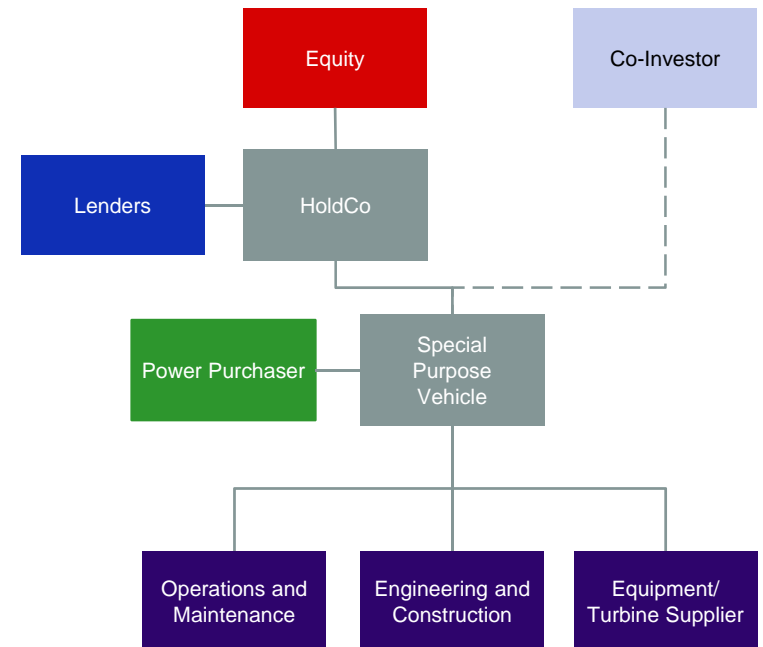 Equity
Co-Investor
Lenders
HoldCo
Power Purchaser
Special
Purpose
Vehicle
Operations and
Maintenance
Engineering and
Construction
Equipment/
Turbine Supplier